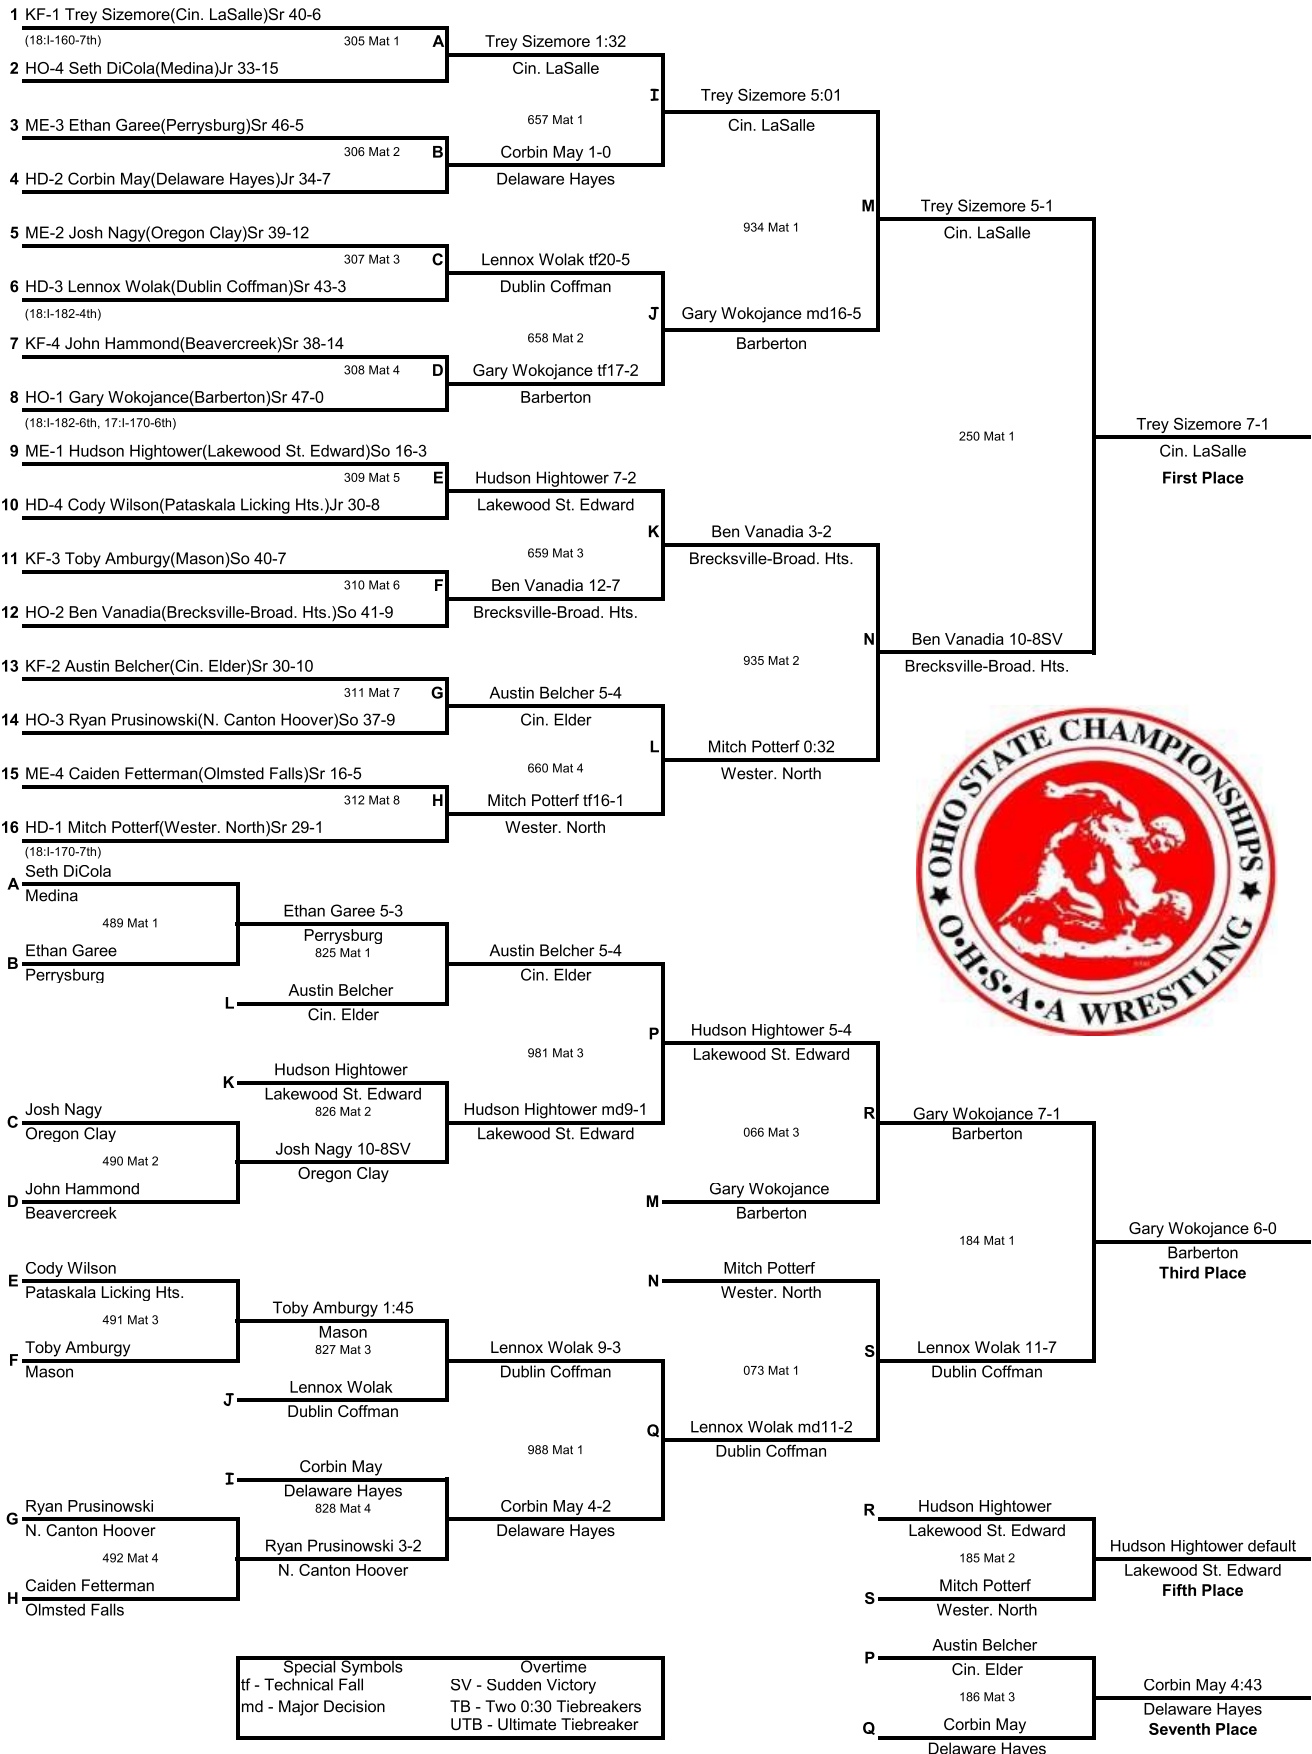 1 KF-1 Trey Sizemore(Cin. LaSalle)Sr 40-6
(18:I-160-7th)
305 Mat 1 A
2 HO-4 Seth DiCola(Medina)Jr 33-15
Trey Sizemore 1:32
Cin. LaSalle
I
657 Mat 1
3 ME-3 Ethan Garee(Perrysburg)Sr 46-5
306 Mat 2 B
4 HD-2 Corbin May(Delaware Hayes)Jr 34-7
Corbin May 1-0
Delaware Hayes
Trey Sizemore 5:01
Cin. LaSalle
M
934 Mat 1
5 ME-2 Josh Nagy(Oregon Clay)Sr 39-12
307 Mat 3 C
6 HD-3 Lennox Wolak(Dublin Coffman)Sr 43-3
(18:I-182-4th)
Lennox Wolak tf20-5
Dublin Coffman
J
658 Mat 2
7 KF-4 John Hammond(Beavercreek)Sr 38-14
308 Mat 4 D
8 HO-1 Gary Wokojance(Barberton)Sr 47-0
(18:I-182-6th, 17:I-170-6th)
Gary Wokojance tf17-2
Barberton
Gary Wokojance md16-5
Barberton
Trey Sizemore 5-1
Cin. LaSalle
250 Mat 1
Trey Sizemore 7-1
Cin. LaSalle
First Place
9 ME-1 Hudson Hightower(Lakewood St. Edward)So 16-3
309 Mat 5 E
10 HD-4 Cody Wilson(Pataskala Licking Hts.)Jr 30-8
Hudson Hightower 7-2
Lakewood St. Edward
K
659 Mat 3
11 KF-3 Toby Amburgy(Mason)So 40-7
310 Mat 6 F
12 HO-2 Ben Vanadia(Brecksville-Broad. Hts.)So 41-9
Ben Vanadia 12-7
Brecksville-Broad. Hts.
Ben Vanadia 3-2
Brecksville-Broad. Hts.
N
935 Mat 2
Ben Vanadia 10-8SV
Brecksville-Broad. Hts.
13 KF-2 Austin Belcher(Cin. Elder)Sr 30-10
311 Mat 7 G
14 HO-3 Ryan Prusinowski(N. Canton Hoover)So 37-9
Austin Belcher 5-4
Cin. Elder
L
660 Mat 4
15 ME-4 Caiden Fetterman(Olmsted Falls)Sr 16-5
312 Mat 8 H
16 HD-1 Mitch Potterf(Wester. North)Sr 29-1
(18:I-170-7th)
Mitch Potterf tf16-1
Wester. North
Mitch Potterf 0:32
Wester. North
OHIO STATE CHAMPIONSHIPS
★ O•H•S•A•A WRESTLING ★
A Seth DiCola
Medina
489 Mat 1
B Ethan Garee
Perrysburg
Ethan Garee 5-3
Perrysburg
825 Mat 1
L Austin Belcher
Cin. Elder
Austin Belcher 5-4
Cin. Elder
P
981 Mat 3
K Hudson Hightower
Lakewood St. Edward
826 Mat 2
C Josh Nagy
Oregon Clay
490 Mat 2
D John Hammond
Beavercreek
Josh Nagy 10-8SV
Oregon Clay
Hudson Hightower md9-1
Lakewood St. Edward
Hudson Hightower 5-4
Lakewood St. Edward
R
066 Mat 3
M Gary Wokojance
Barberton
Gary Wokojance 7-1
Barberton
184 Mat 1
Gary Wokojance 6-0
Barberton
Third Place
E Cody Wilson
Pataskala Licking Hts.
491 Mat 3
F Toby Amburgy
Mason
Toby Amburgy 1:45
Mason
827 Mat 3
J Lennox Wolak
Dublin Coffman
Lennox Wolak 9-3
Dublin Coffman
Q
988 Mat 1
N Mitch Potterf
Wester. North
S
073 Mat 1
Lennox Wolak md11-2
Dublin Coffman
Lennox Wolak 11-7
Dublin Coffman
I Corbin May
Delaware Hayes
828 Mat 4
G Ryan Prusinowski
N. Canton Hoover
492 Mat 4
H Caiden Fetterman
Olmsted Falls
Ryan Prusinowski 3-2
N. Canton Hoover
Corbin May 4-2
Delaware Hayes
R Hudson Hightower
Lakewood St. Edward
185 Mat 2
S Mitch Potterf
Wester. North
Hudson Hightower default
Lakewood St. Edward
Fifth Place
P Austin Belcher
Cin. Elder
186 Mat 3
Q Corbin May
Delaware Hayes
Corbin May 4:43
Delaware Hayes
Seventh Place
Special Symbols Overtime
tf - Technical Fall SV - Sudden Victory
md - Major Decision TB - Two 0:30 Tiebreakers
UTB - Ultimate Tiebreaker